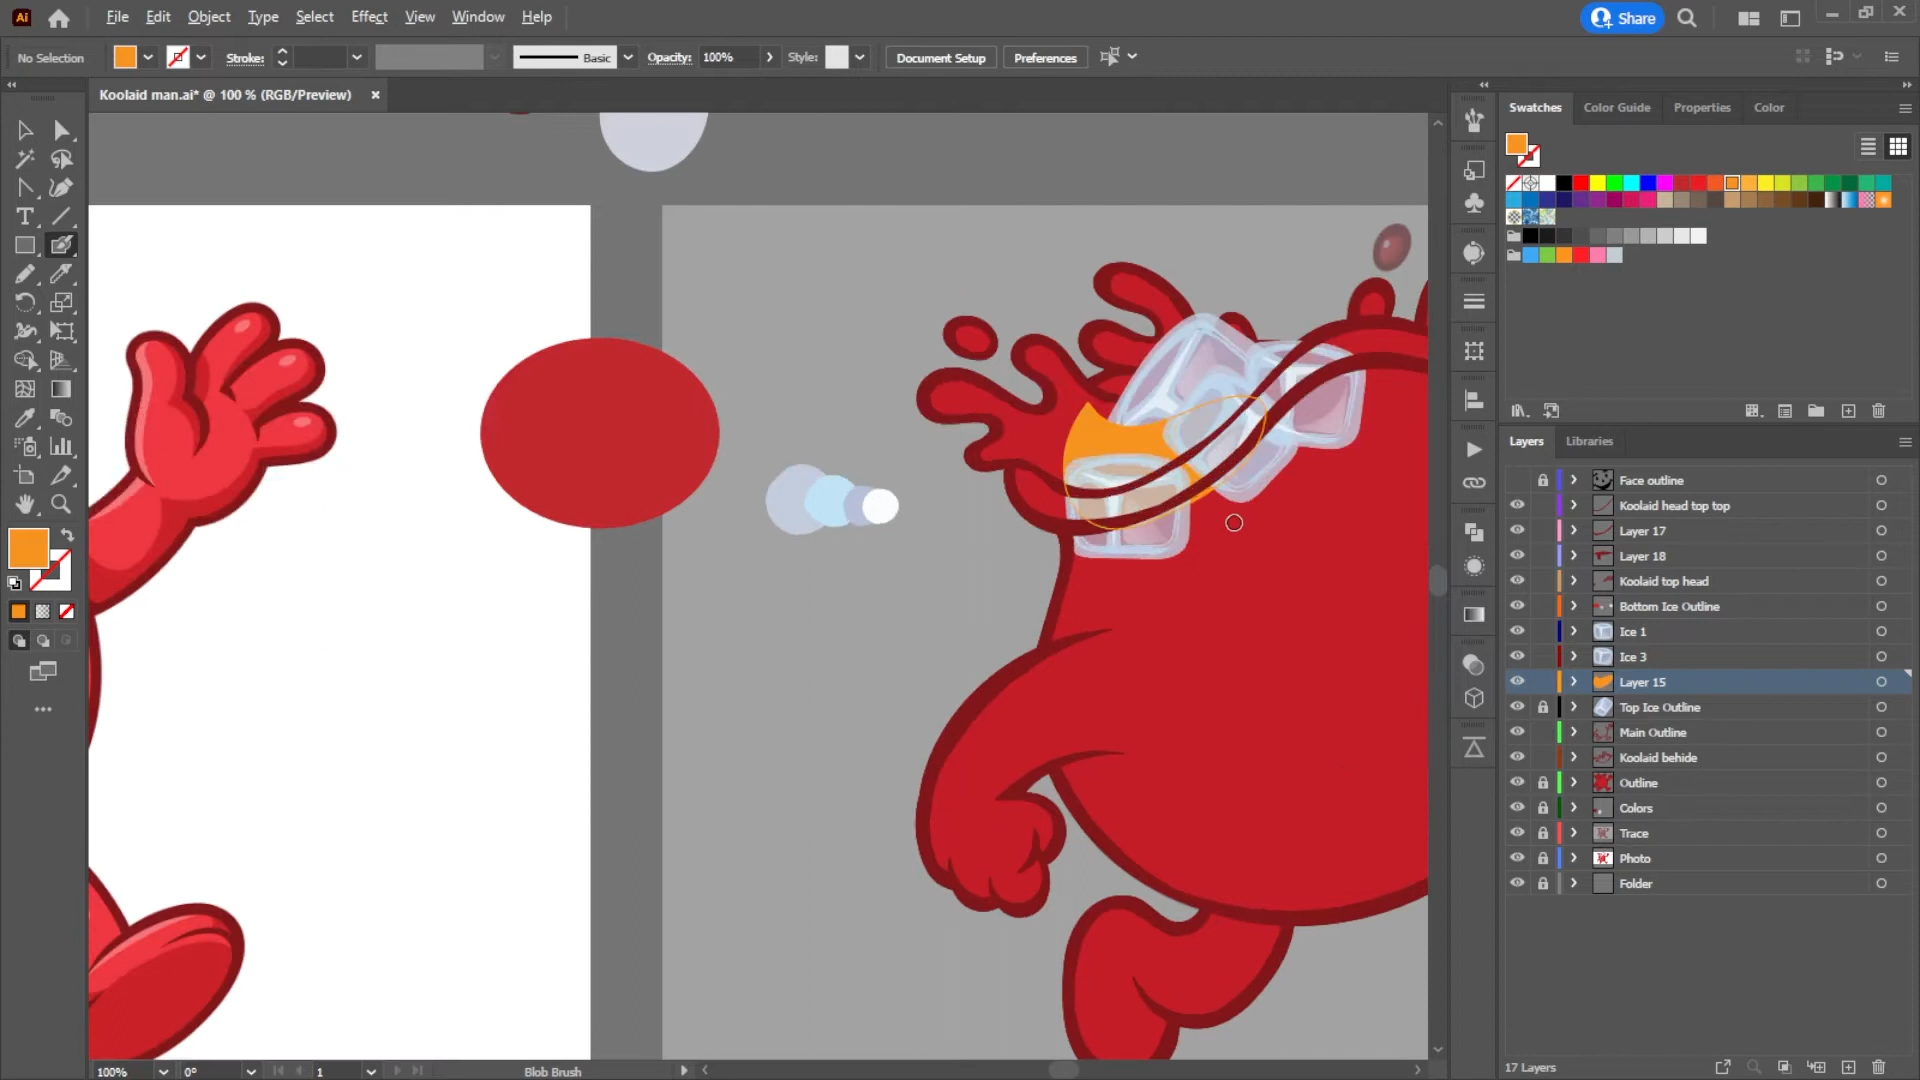 Ai File Edit Object Type Select Effect View Window Help Share
No Selection Stroke: Basic Opacity: 100% Style: Document Setup Preferences
Koolaid man.ai* @ 100 % (RGB/Preview) ×
Swatches Color Guide Properties Color
Layers Libraries
Face outline
Koolaid head top top
Layer 17
Layer 18
Koolaid top head
Bottom Ice Outline
Ice 1
Ice 3
Layer 15
Top Ice Outline
Main Outline
Koolaid behide
Outline
Colors
Trace
Photo
Folder
17 Layers
100% 0° 1 Blob Brush